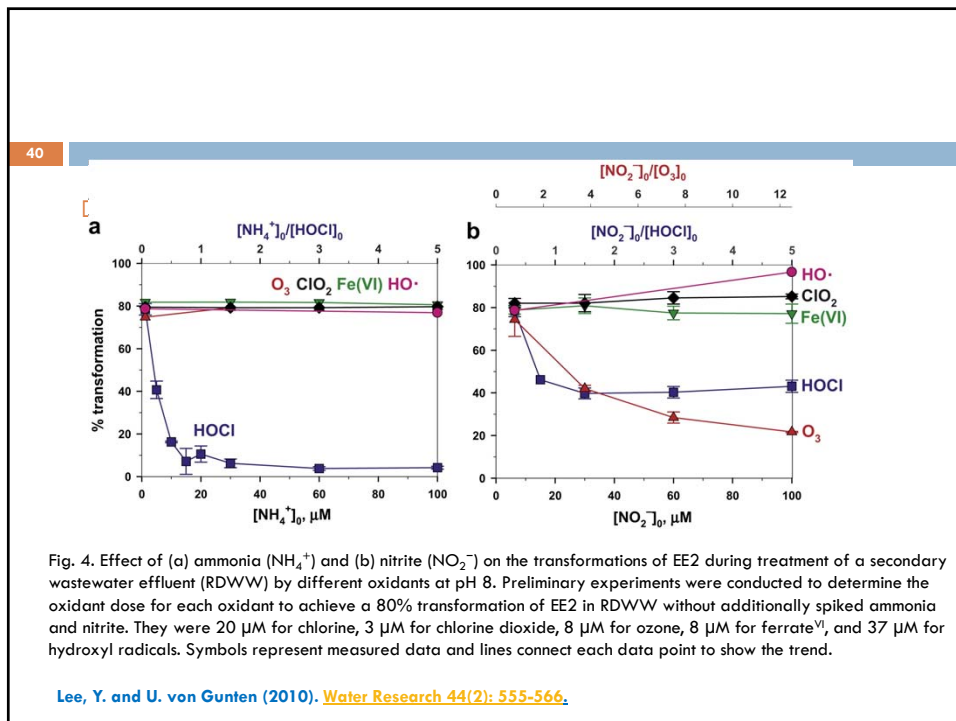 40
[
a
[NH₄⁺]₀/[HOCl]₀
0 1 2 3 4 5
O₃ ClO₂ Fe(VI) HO·
HOCl
% transformation
100
80
60
40
20
0
0 20 40 60 80 100
[NH₄⁺]₀, μM
[NO₂⁻]₀/[O₃]₀
0 2 4 6 8 10 12
b
[NO₂⁻]₀/[HOCl]₀
0 1 2 3 4 5
100
80
60
40
20
0
HO·
ClO₂
Fe(VI)
HOCl
O₃
0 20 40 60 80 100
[NO₂⁻]₀, μM
Fig. 4. Effect of (a) ammonia (NH₄⁺) and (b) nitrite (NO₂⁻) on the transformations of EE2 during treatment of a secondary
wastewater effluent (RDWW) by different oxidants at pH 8. Preliminary experiments were conducted to determine the
oxidant dose for each oxidant to achieve a 80% transformation of EE2 in RDWW without additionally spiked ammonia
and nitrite. They were 20 μM for chlorine, 3 μM for chlorine dioxide, 8 μM for ozone, 8 μM for ferrateⱽᴵ, and 37 μM for
hydroxyl radicals. Symbols represent measured data and lines connect each data point to show the trend.
Lee, Y. and U. von Gunten (2010). Water Research 44(2): 555-566.